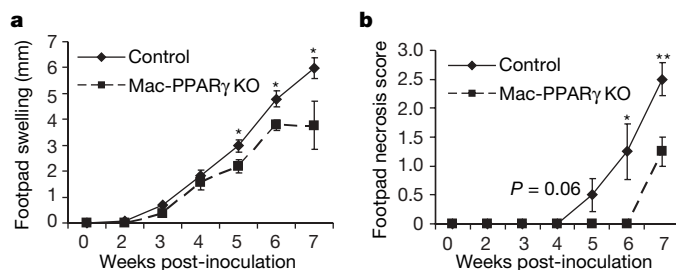 a
Footpad swelling (mm)
7
6
5
4
3
2
1
0
Control
Mac-PPARγ KO
*
*
*
0 2 3 4 5 6 7
Weeks post-inoculation
b
Footpad necrosis score
3.0
2.5
2.0
1.5
1.0
0.5
0
Control
Mac-PPARγ KO
P = 0.06
*
**
0 2 3 4 5 6 7
Weeks post-inoculation